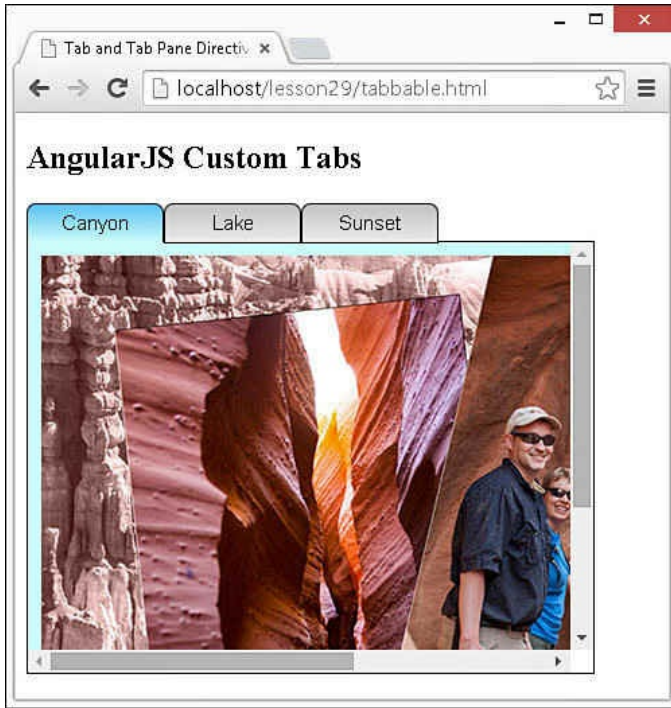 Tab and Tab Pane Directiv
localhost/lesson29/tabbable.html
AngularJS Custom Tabs
Canyon
Lake
Sunset